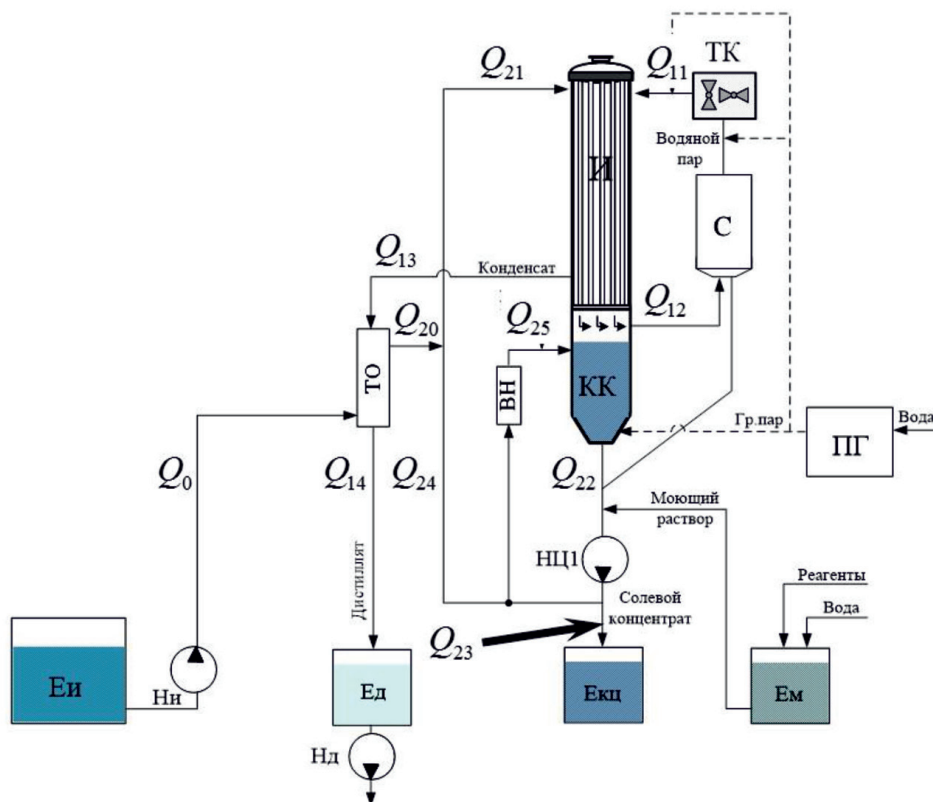 Q₂₁
Q₁₁
ТК
Водяной
пар
И
С
Q₁₃
Конденсат
Q₁₂
Q₂₀
Q₂₅
ТО
ВН
КК
Гр.пар
ПГ
Вода
Q₀
Q₁₄
Q₂₄
Q₂₂
Моющий
раствор
НЦ1
Дистиллят
Солевой
концентрат
Реагенты
Вода
Q₂₃
Еи
Ни
Ед
Екц
Ем
Нд